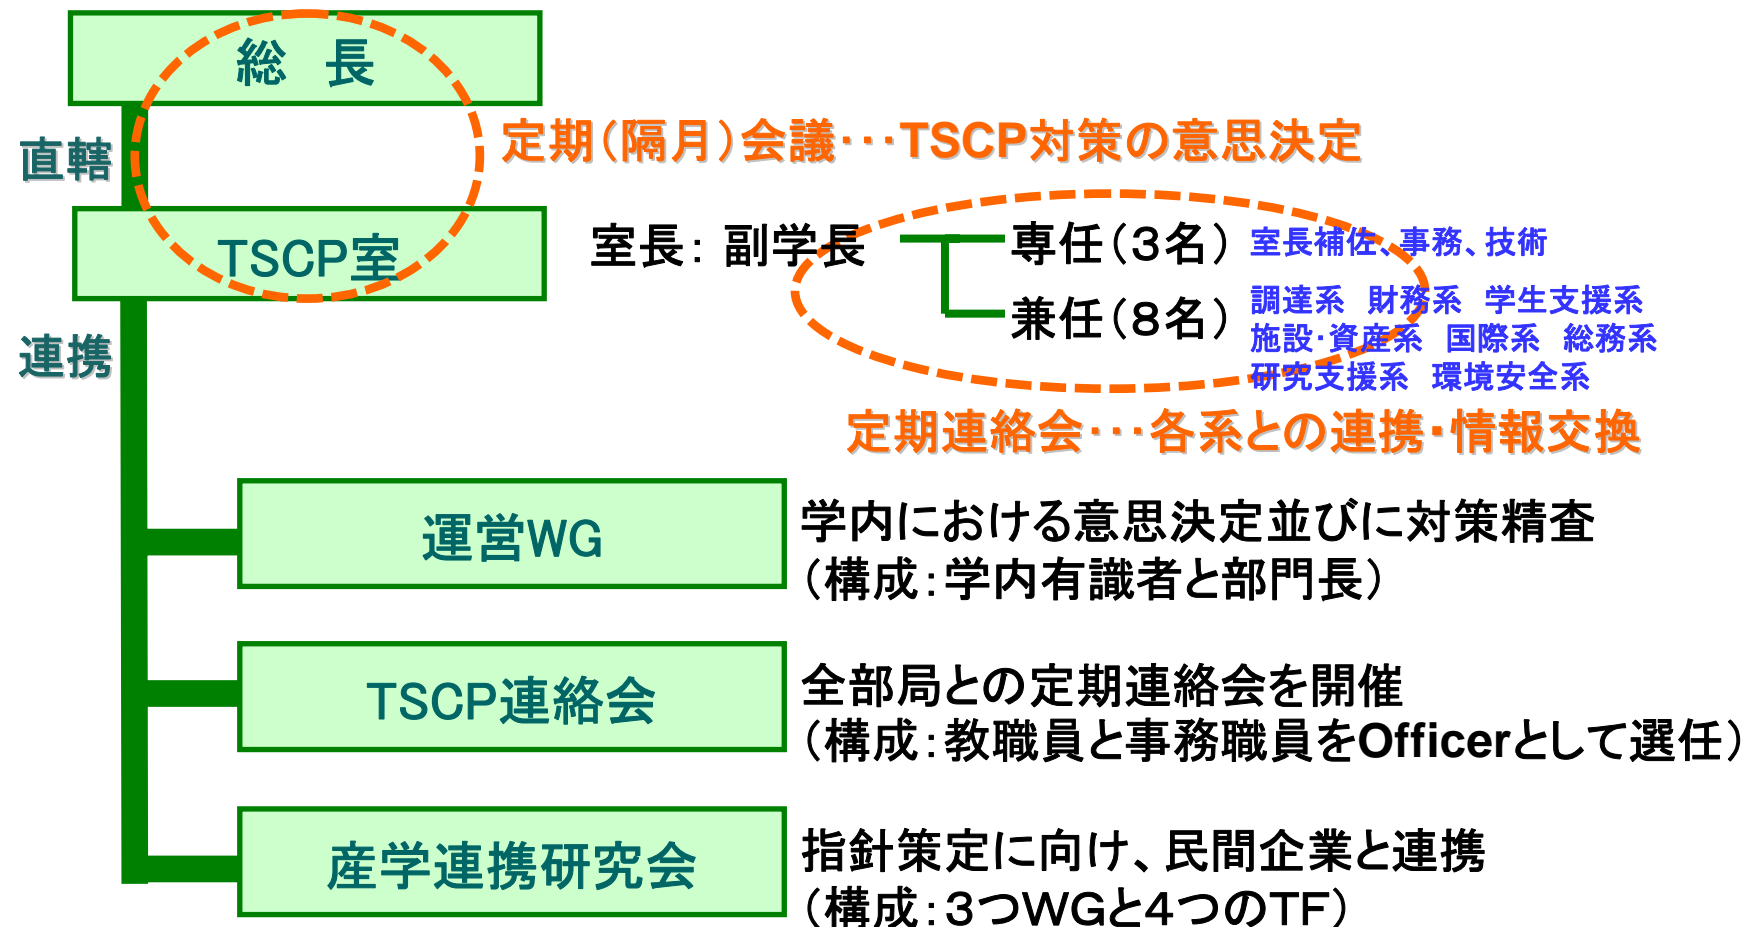 総　長
直轄
定期（隔月）会議･･･TSCP対策の意思決定
TSCP室
室長： 副学長
専任（３名）
室長補佐、事務、技術
兼任（８名）
調達系　財務系　学生支援系
施設･資産系　国際系　総務系
研究支援系　環境安全系
連携
定期連絡会･･･各系との連携・情報交換
運営WG
学内における意思決定並びに対策精査
（構成：学内有識者と部門長）
TSCP連絡会
全部局との定期連絡会を開催
（構成：教職員と事務職員をOfficerとして選任）
産学連携研究会
指針策定に向け、民間企業と連携
（構成：３つWGと４つのTF）